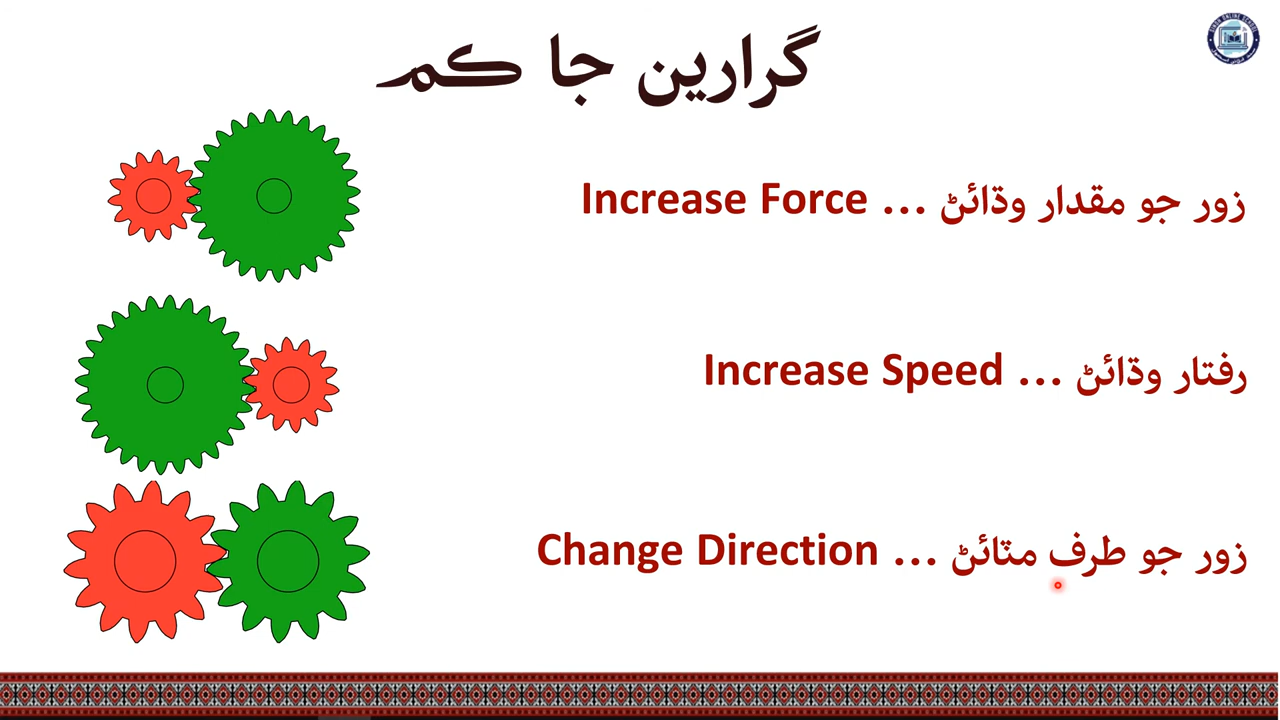 گرارين جا ڪم
زور جو مقدار وڌائڻ ... Increase Force
رفتار وڌائڻ ... Increase Speed
زور جو طرف مٽائڻ ... Change Direction